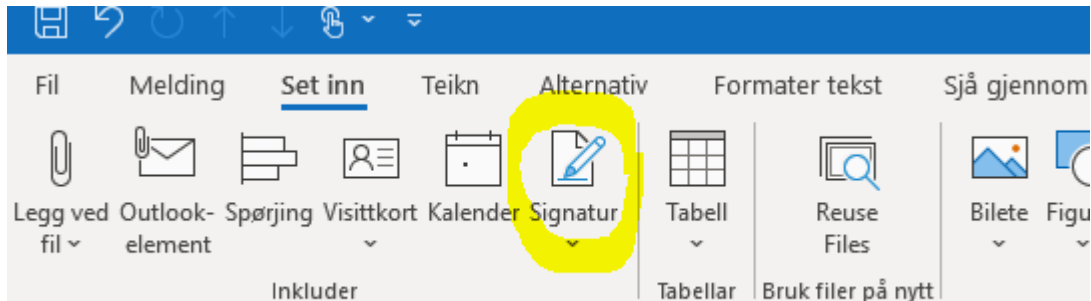 Fil Melding Set inn Teikn Alternativ Formater tekst Sjå gjennom
Legg ved Outlook- Spørjing Visittkort Kalender Signatur Tabell Reuse Bilete
fil element Files
Inkluder Tabellar Bruk filer på nytt